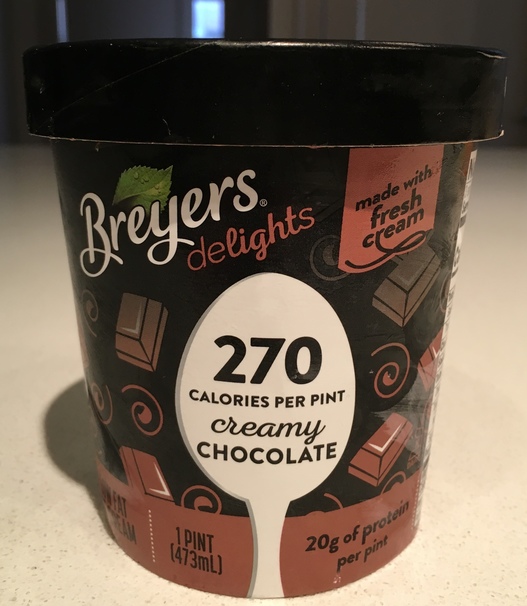 Breyers®
delights
made with
fresh
cream
270
CALORIES PER PINT
creamy
CHOCOLATE
1 PINT
(473mL)
20g of protein
per pint